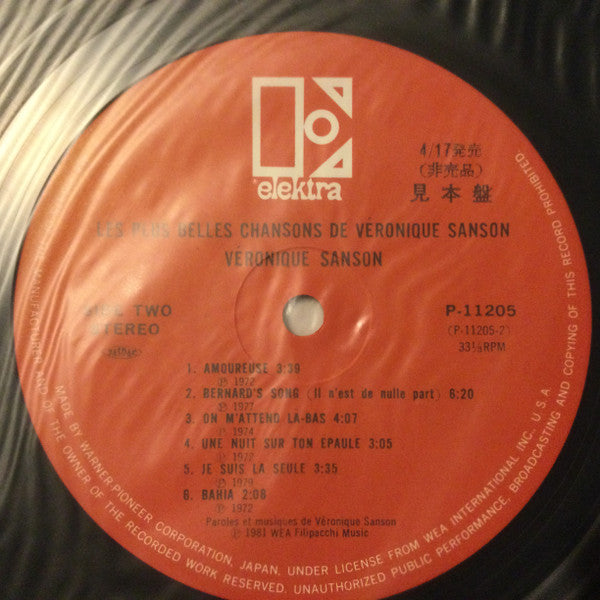 elektra
4/17発売
(非売品)
見本盤
LES PLUS BELLES CHANSONS DE VÉRONIQUE SANSON
VÉRONIQUE SANSON
SIDE TWO
STEREO
P-11205
(P-11205-2)
33⅓RPM
1. AMOUREUSE 3:39
Ⓟ 1972
2. BERNARD'S SONG (Il n'est de nulle part) 6:20
Ⓟ 1977
3. ON M'ATTEND LÀ-BAS 4:07
Ⓟ 1974
4. UNE NUIT SUR TON EPAULE 3:05
Ⓟ 1972
5. JE SUIS LA SEULE 3:35
Ⓟ 1979
6. BAHIA 2:08
Ⓟ 1972
Paroles et musiques de Véronique Sanson
Ⓟ 1981 WEA Filipacchi Music
MADE BY WARNER-PIONEER CORPORATION, JAPAN, UNDER LICENSE FROM WEA INTERNATIONAL INC., U.S.A.
OF THE MANUFACTURER AND OF THE OWNER OF THE RECORDED WORK RESERVED. UNAUTHORIZED PUBLIC PERFORMANCE, BROADCASTING AND COPYING OF THIS RECORD PROHIBITED.